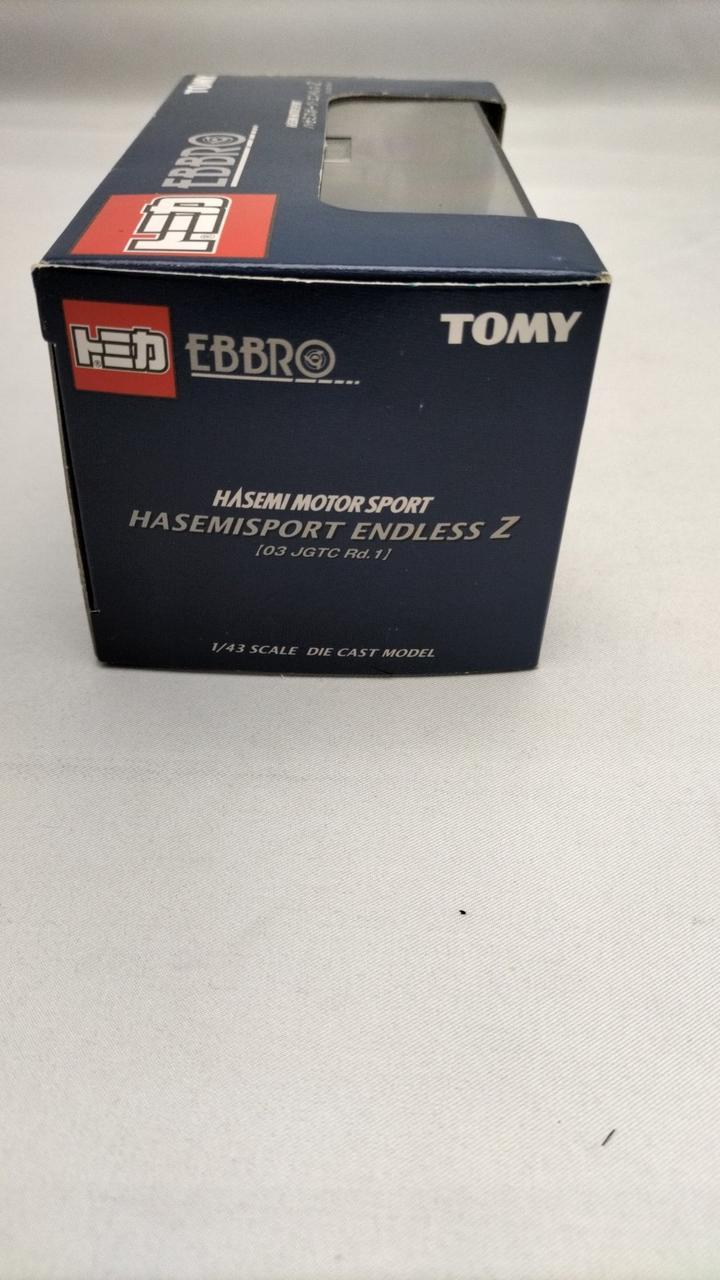 TOMY
EBBRO
トミカ
トミカ
EBBRO
TOMY
HASEMI MOTOR SPORT
HASEMISPORT ENDLESS Z
[03 JGTC Rd.1]
1/43 SCALE DIE CAST MODEL